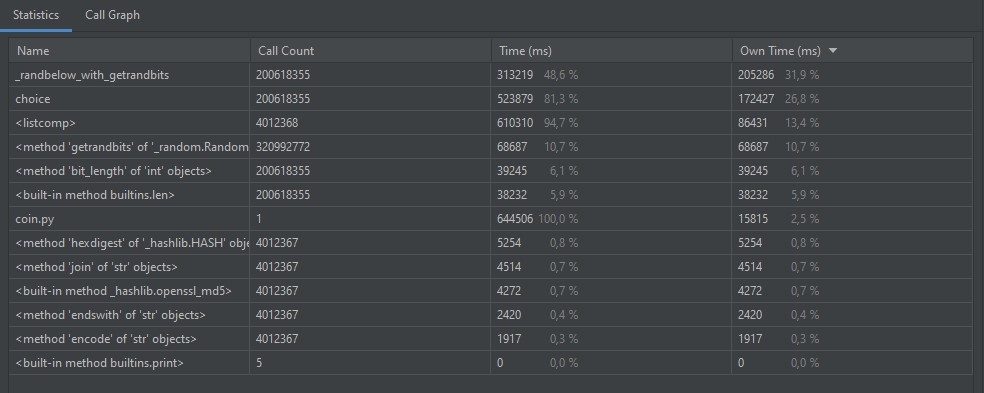 Statistics Call Graph
Name Call Count Time (ms) Own Time (ms)
_randbelow_with_getrandbits 200618355 313219 48,6 % 205286 31,9 %
choice 200618355 523879 81,3 % 172427 26,8 %
<listcomp> 4012368 610310 94,7 % 86431 13,4 %
<method 'getrandbits' of '_random.Random 320992772 68687 10,7 % 68687 10,7 %
<method 'bit_length' of 'int' objects> 200618355 39245 6,1 % 39245 6,1 %
<built-in method builtins.len> 200618355 38232 5,9 % 38232 5,9 %
coin.py 1 644506 100,0 % 15815 2,5 %
<method 'hexdigest' of '_hashlib.HASH' obje 4012367 5254 0,8 % 5254 0,8 %
<method 'join' of 'str' objects> 4012367 4514 0,7 % 4514 0,7 %
<built-in method _hashlib.openssl_md5> 4012367 4272 0,7 % 4272 0,7 %
<method 'endswith' of 'str' objects> 4012367 2420 0,4 % 2420 0,4 %
<method 'encode' of 'str' objects> 4012367 1917 0,3 % 1917 0,3 %
<built-in method builtins.print> 5 0 0,0 % 0 0,0 %